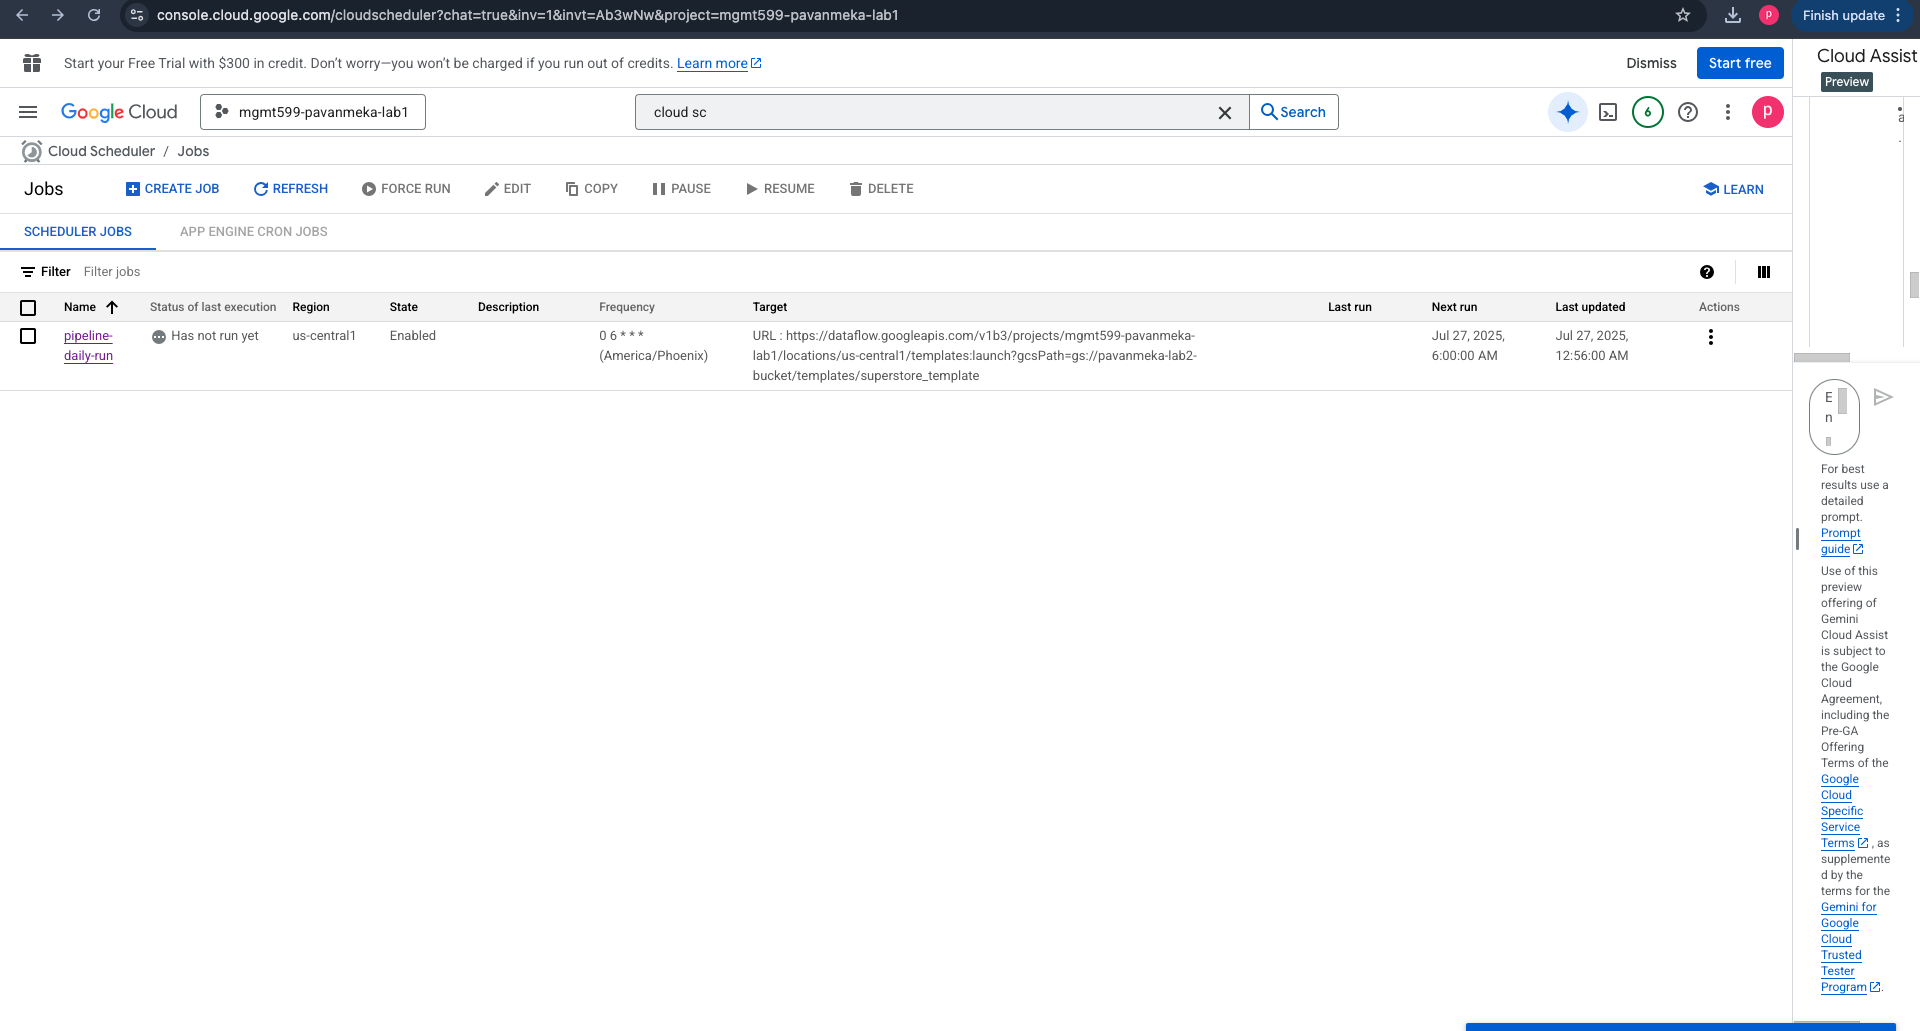 console.cloud.google.com/cloudscheduler?chat=true&inv=1&invt=Ab3wNw&project=mgmt599-pavanmeka-lab1
p
Finish update
Start your Free Trial with $300 in credit. Don't worry—you won't be charged if you run out of credits. Learn more
Dismiss
Start free
Google Cloud
mgmt599-pavanmeka-lab1
cloud sc
Search
6
p
Cloud Scheduler / Jobs
Jobs
CREATE JOB
REFRESH
FORCE RUN
EDIT
COPY
PAUSE
RESUME
DELETE
LEARN
SCHEDULER JOBS
APP ENGINE CRON JOBS
Filter Filter jobs
Name Status of last execution Region State Description Frequency Target Last run Next run Last updated Actions
pipeline-
daily-run
Has not run yet
us-central1
Enabled
0 6 * * *
(America/Phoenix)
URL : https://dataflow.googleapis.com/v1b3/projects/mgmt599-pavanmeka-
lab1/locations/us-central1/templates:launch?gcsPath=gs://pavanmeka-lab2-
bucket/templates/superstore_template
Jul 27, 2025,
6:00:00 AM
Jul 27, 2025,
12:56:00 AM
Cloud Assist
Preview
a
.
E
n
For best
results use a
detailed
prompt.
Prompt
guide
Use of this
preview
offering of
Gemini
Cloud Assist
is subject to
the Google
Cloud
Agreement,
including the
Pre-GA
Offering
Terms of the
Google
Cloud
Specific
Service
Terms , as
supplemente
d by the
terms for the
Gemini for
Google
Cloud
Trusted
Tester
Program .